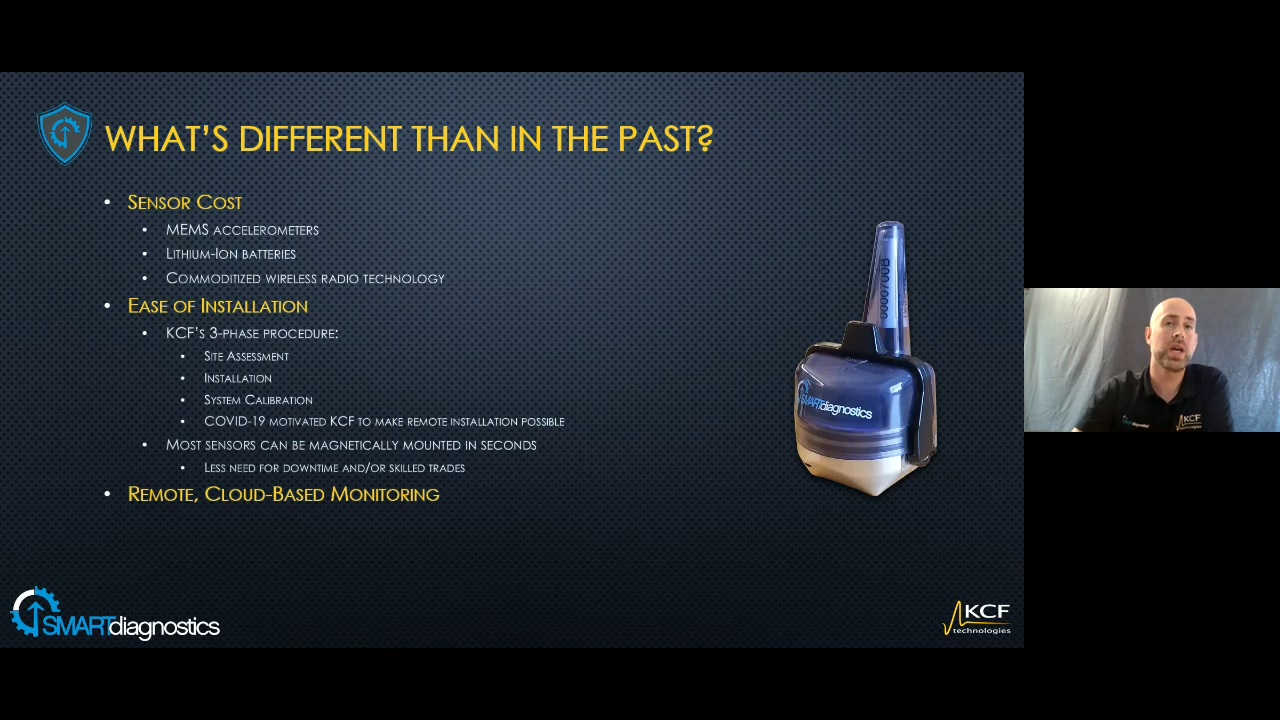 WHAT'S DIFFERENT THAN IN THE PAST?
• SENSOR COST
• MEMS ACCELEROMETERS
• LITHIUM-ION BATTERIES
• COMMODITIZED WIRELESS RADIO TECHNOLOGY
• EASE OF INSTALLATION
• KCF'S 3-PHASE PROCEDURE:
• SITE ASSESSMENT
• INSTALLATION
• SYSTEM CALIBRATION
• COVID-19 MOTIVATED KCF TO MAKE REMOTE INSTALLATION POSSIBLE
• MOST SENSORS CAN BE MAGNETICALLY MOUNTED IN SECONDS
• LESS NEED FOR DOWNTIME AND/OR SKILLED TRADES
• REMOTE, CLOUD-BASED MONITORING
SMARTdiagnostics
SMARTdiagnostics
KCF
technologies
KCF
technologies